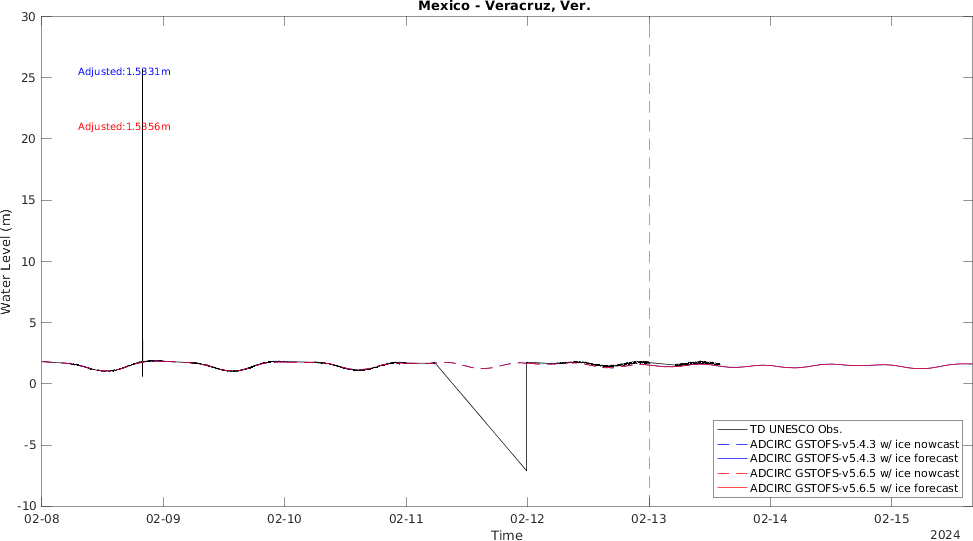 Mexico - Veracruz, Ver.
30
25
20
15
10
5
0
-5
-10
Water Level (m)
Adjusted:1.5331m
Adjusted:1.5356m
TD UNESCO Obs.
ADCIRC GSTOFS-v5.4.3 w/ ice nowcast
ADCIRC GSTOFS-v5.4.3 w/ ice forecast
ADCIRC GSTOFS-v5.6.5 w/ ice nowcast
ADCIRC GSTOFS-v5.6.5 w/ ice forecast
02-08 02-09 02-10 02-11 02-12 02-13 02-14 02-15
Time
2024